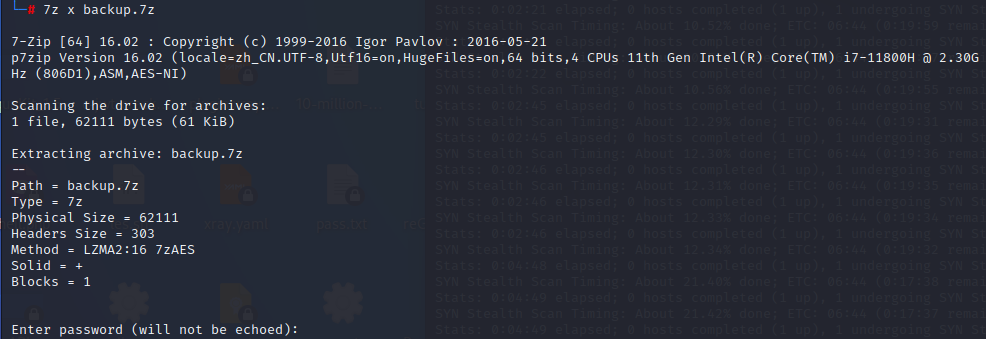 └─# 7z x backup.7z
7-Zip [64] 16.02 : Copyright (c) 1999-2016 Igor Pavlov : 2016-05-21
p7zip Version 16.02 (locale=zh_CN.UTF-8,Utf16=on,HugeFiles=on,64 bits,4 CPUs 11th Gen Intel(R) Core(TM) i7-11800H @ 2.30G
Hz (806D1),ASM,AES-NI)
Scanning the drive for archives:
1 file, 62111 bytes (61 KiB)
Extracting archive: backup.7z
--
Path = backup.7z
Type = 7z
Physical Size = 62111
Headers Size = 303
Method = LZMA2:16 7zAES
Solid = +
Blocks = 1
Enter password (will not be echoed):